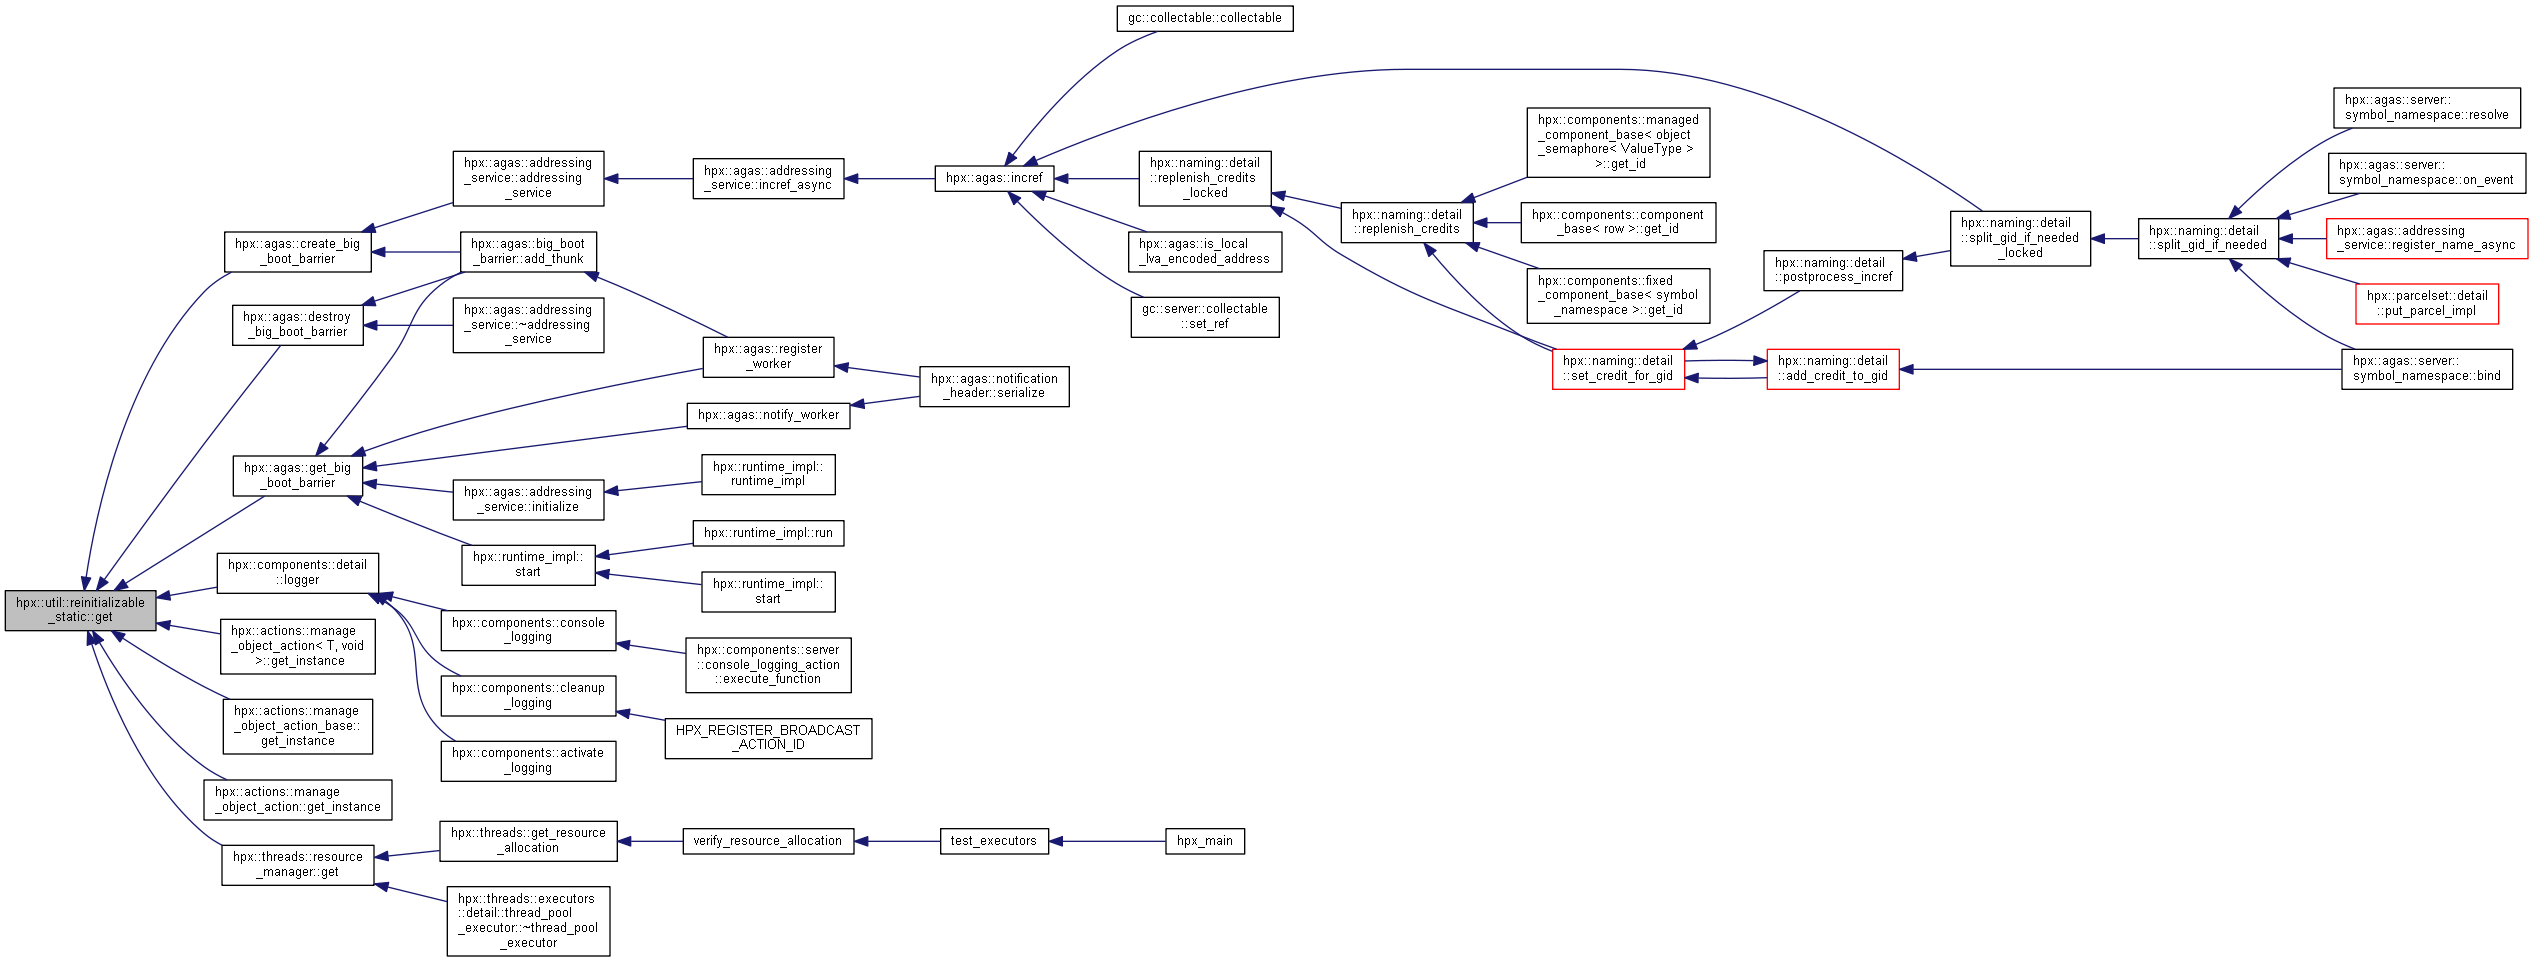 gc::collectable::collectable
hpx::agas::server::
symbol_namespace::resolve
hpx::components::managed
_component_base< object
_semaphore< ValueType >
>::get_id
hpx::agas::addressing
_service::addressing
_service
hpx::agas::addressing
_service::incref_async
hpx::agas::incref
hpx::naming::detail
::replenish_credits
_locked
hpx::agas::server::
symbol_namespace::on_event
hpx::naming::detail
::replenish_credits
hpx::components::component
_base< row >::get_id
hpx::naming::detail
::split_gid_if_needed
_locked
hpx::naming::detail
::split_gid_if_needed
hpx::agas::addressing
_service::register_name_async
hpx::agas::create_big
_boot_barrier
hpx::agas::big_boot
_barrier::add_thunk
hpx::agas::is_local
_lva_encoded_address
hpx::naming::detail
::postprocess_incref
hpx::components::fixed
_component_base< symbol
_namespace >::get_id
hpx::parcelset::detail
::put_parcel_impl
hpx::agas::destroy
_big_boot_barrier
hpx::agas::addressing
_service::~addressing
_service
gc::server::collectable
::set_ref
hpx::agas::register
_worker
hpx::naming::detail
::set_credit_for_gid
hpx::naming::detail
::add_credit_to_gid
hpx::agas::server::
symbol_namespace::bind
hpx::agas::notification
_header::serialize
hpx::agas::notify_worker
hpx::agas::get_big
_boot_barrier
hpx::runtime_impl::
runtime_impl
hpx::agas::addressing
_service::initialize
hpx::runtime_impl::run
hpx::runtime_impl::
start
hpx::runtime_impl::
start
hpx::components::detail
::logger
hpx::util::reinitializable
_static::get
hpx::components::console
_logging
hpx::actions::manage
_object_action< T, void
>::get_instance
hpx::components::server
::console_logging_action
::execute_function
hpx::components::cleanup
_logging
hpx::actions::manage
_object_action_base::
get_instance
HPX_REGISTER_BROADCAST
_ACTION_ID
hpx::components::activate
_logging
hpx::actions::manage
_object_action::get_instance
hpx::threads::get_resource
_allocation
verify_resource_allocation
test_executors
hpx_main
hpx::threads::resource
_manager::get
hpx::threads::executors
::detail::thread_pool
_executor::~thread_pool
_executor